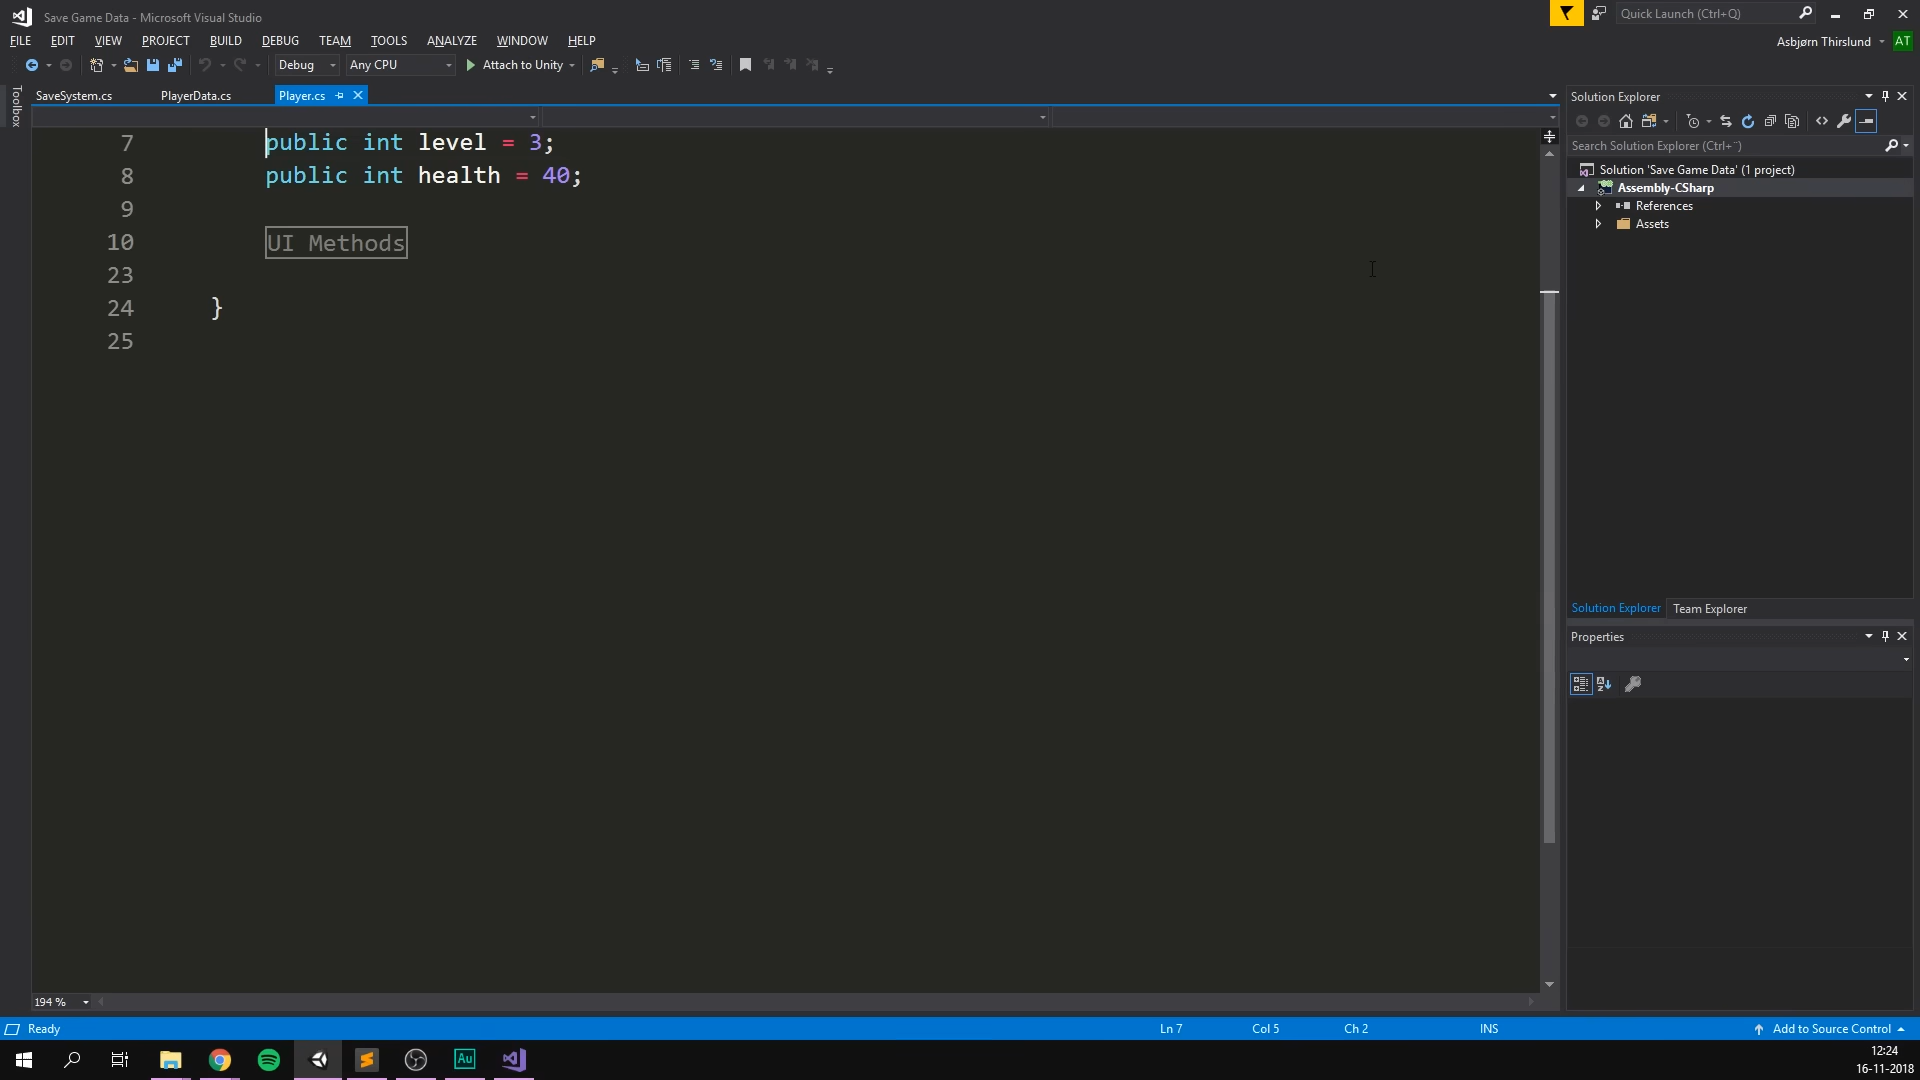 Save Game Data - Microsoft Visual Studio
Quick Launch (Ctrl+Q)
FILE EDIT VIEW PROJECT BUILD DEBUG TEAM TOOLS ANALYZE WINDOW HELP
Asbjørn Thirslund AT
Debug Any CPU Attach to Unity
Toolbox
SaveSystem.cs PlayerData.cs Player.cs
7 public int level = 3;
8 public int health = 40;
9
10 UI Methods
23
24 }
25
194 %
Solution Explorer
Search Solution Explorer (Ctrl+¨)
Solution 'Save Game Data' (1 project)
Assembly-CSharp
References
Assets
Solution Explorer Team Explorer
Properties
Ready Ln 7 Col 5 Ch 2 INS Add to Source Control
Au
12:24
16-11-2018